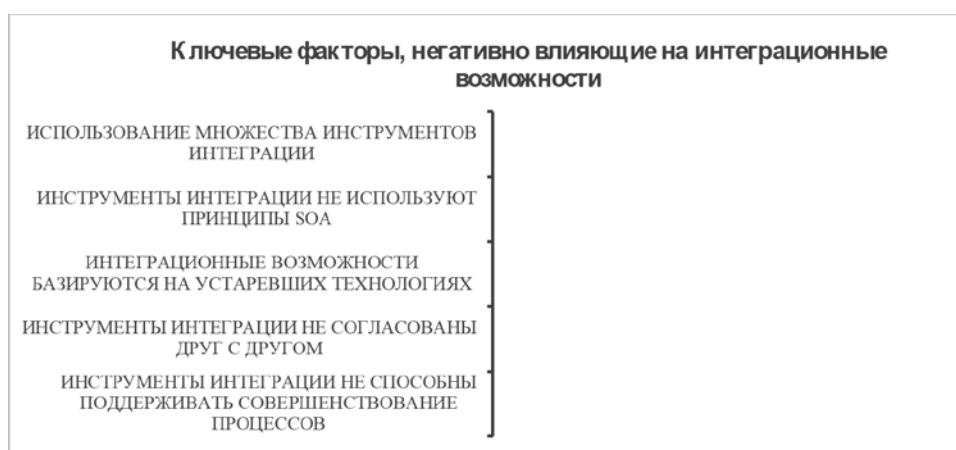 Ключевые факторы, негативно влияющие на интеграционные
возможности
ИСПОЛЬЗОВАНИЕ МНОЖЕСТВА ИНСТРУМЕНТОВ
ИНТЕГРАЦИИ
ИНСТРУМЕНТЫ ИНТЕГРАЦИИ НЕ ИСПОЛЬЗУЮТ
ПРИНЦИПЫ SOA
ИНТЕГРАЦИОННЫЕ ВОЗМОЖНОСТИ
БАЗИРУЮТСЯ НА УСТАРЕВШИХ ТЕХНОЛОГИЯХ
ИНСТРУМЕНТЫ ИНТЕГРАЦИИ НЕ СОГЛАСОВАНЫ
ДРУГ С ДРУГОМ
ИНСТРУМЕНТЫ ИНТЕГРАЦИИ НЕ СПОСОБНЫ
ПОДДЕРЖИВАТЬ СОВЕРШЕНСТВОВАНИЕ
ПРОЦЕССОВ